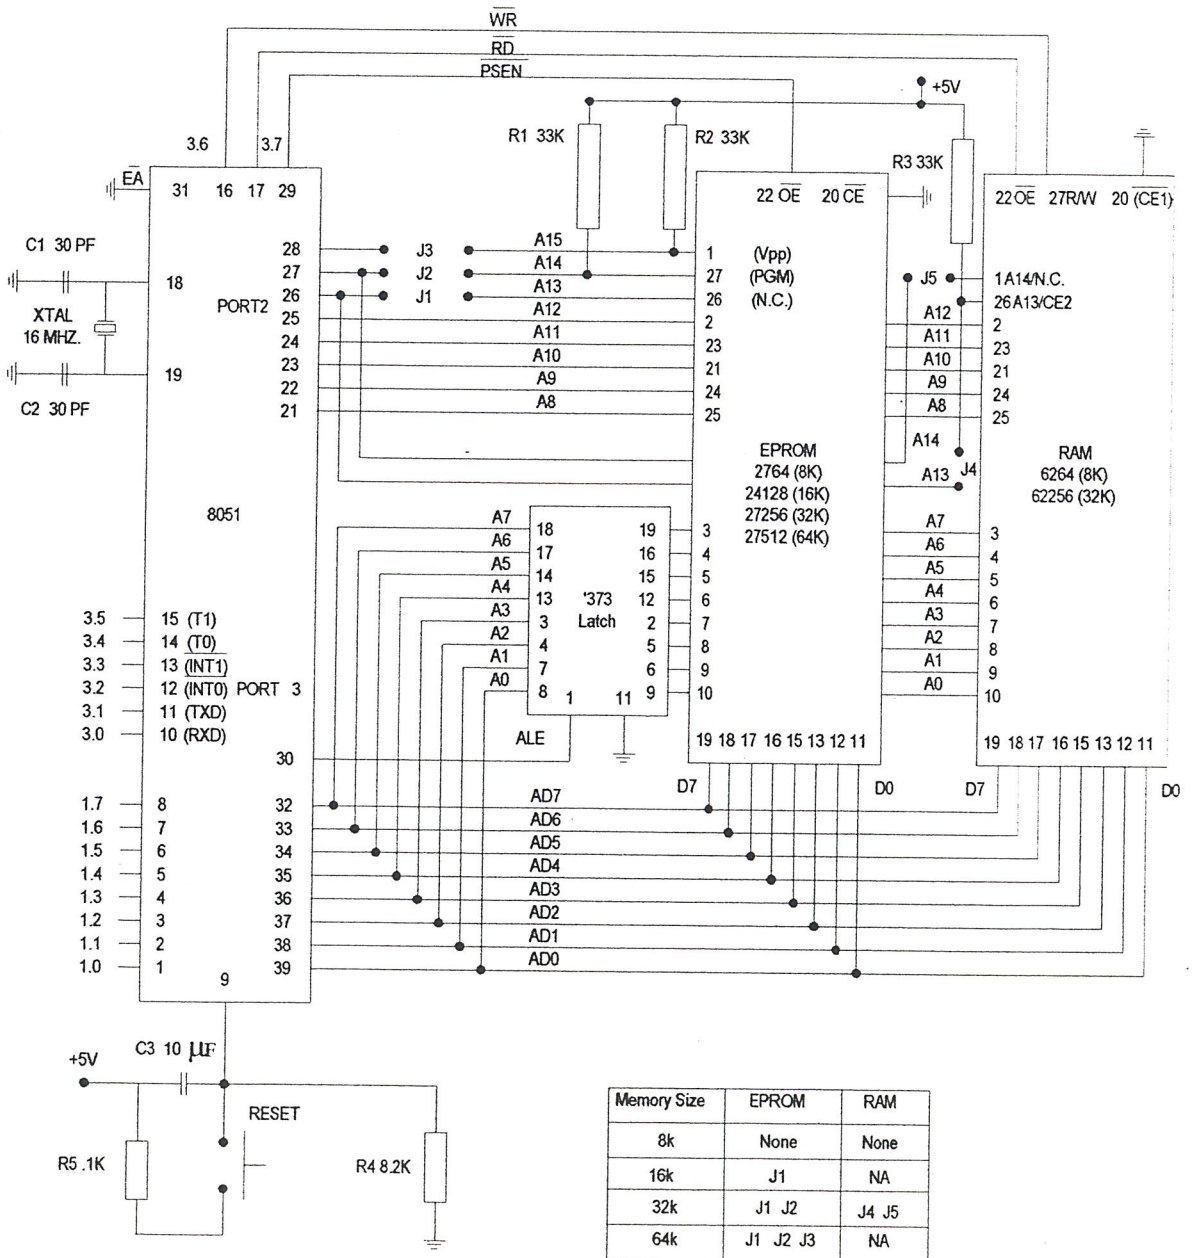 WR
RD
PSEN
+5V
R1 33K
R2 33K
R3 33K
3.6
3.7
EA
31
16
17
29
22 OE
20 CE
22 OE
27R/W
20 (CE1)
C1 30 PF
18
XTAL
16 MHZ.
19
C2 30 PF
PORT2
28
27
26
25
24
23
22
21
J3
J2
J1
A15
A14
A13
A12
A11
A10
A9
A8
1 (Vpp)
27 (PGM)
26 (N.C.)
2
23
21
24
25
J5
1 A14/N.C.
26 A13/CE2
A12
A11
A10
A9
A8
2
23
21
24
25
A14
A13
J4
EPROM
2764 (8K)
24128 (16K)
27256 (32K)
27512 (64K)
RAM
6264 (8K)
62256 (32K)
8051
A7
A6
A5
A4
A3
A2
A1
A0
18
17
14
13
3
4
7
8
'373
Latch
19
16
15
12
2
5
6
9
1
11
3
4
5
6
7
8
9
10
A7
A6
A5
A4
A3
A2
A1
A0
3
4
5
6
7
8
9
10
3.5 15 (T1)
3.4 14 (T0)
3.3 13 (INT1)
3.2 12 (INT0) PORT 3
3.1 11 (TXD)
3.0 10 (RXD)
30
ALE
19 18 17 16 15 13 12 11
D7
D0
19 18 17 16 15 13 12 11
D7
D0
1.7 8
1.6 7
1.5 6
1.4 5
1.3 4
1.2 3
1.1 2
1.0 1
32
33
34
35
36
37
38
39
AD7
AD6
AD5
AD4
AD3
AD2
AD1
AD0
9
C3 10 µF
+5V
RESET
R5 .1K
R4 8.2K
Memory Size EPROM RAM
8k None None
16k J1 NA
32k J1 J2 J4 J5
64k J1 J2 J3 NA